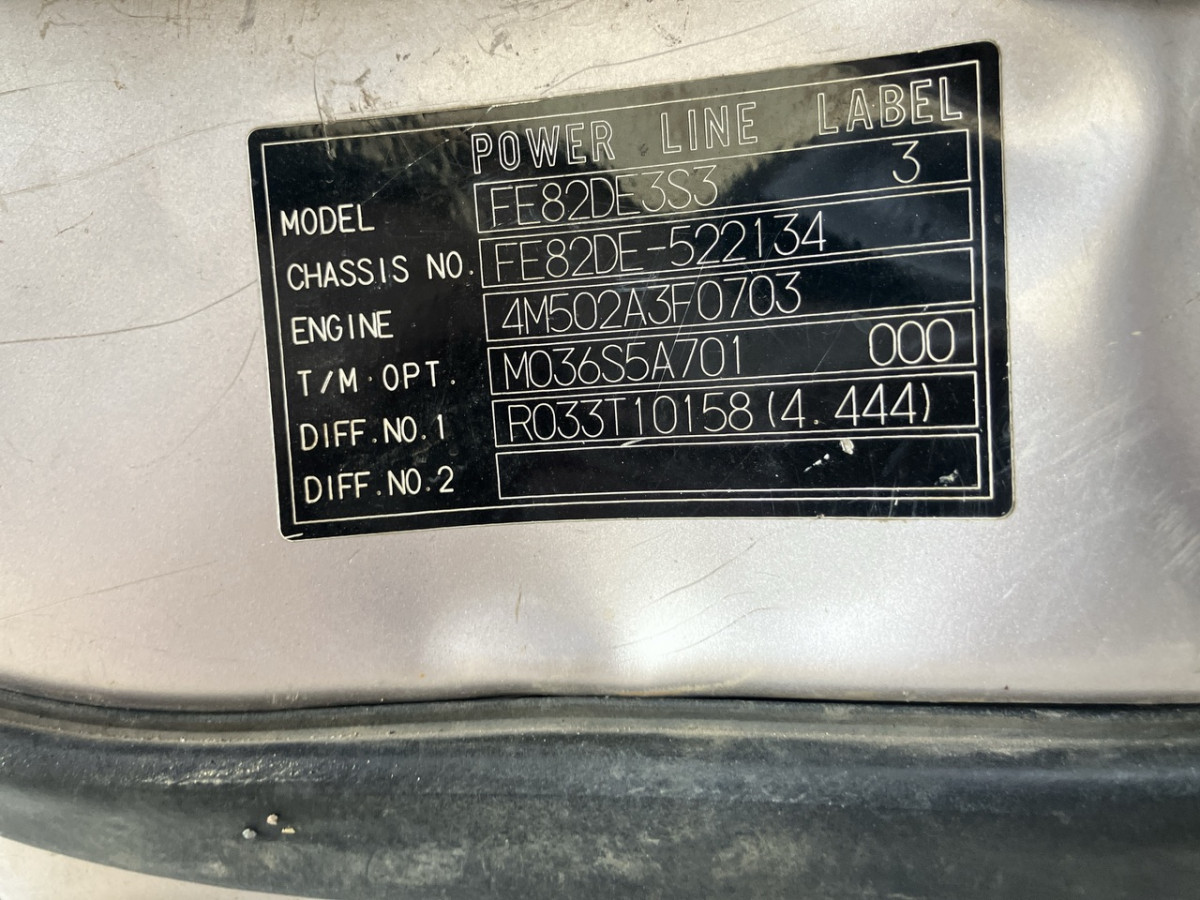 POWER LINE LABEL
MODEL FE82DE3S3 3
CHASSIS NO. FE82DE-522134
ENGINE 4M502A3F0703
T/M OPT. M036S5A701 000
DIFF.NO.1 R033T10158(4.444)
DIFF.NO.2